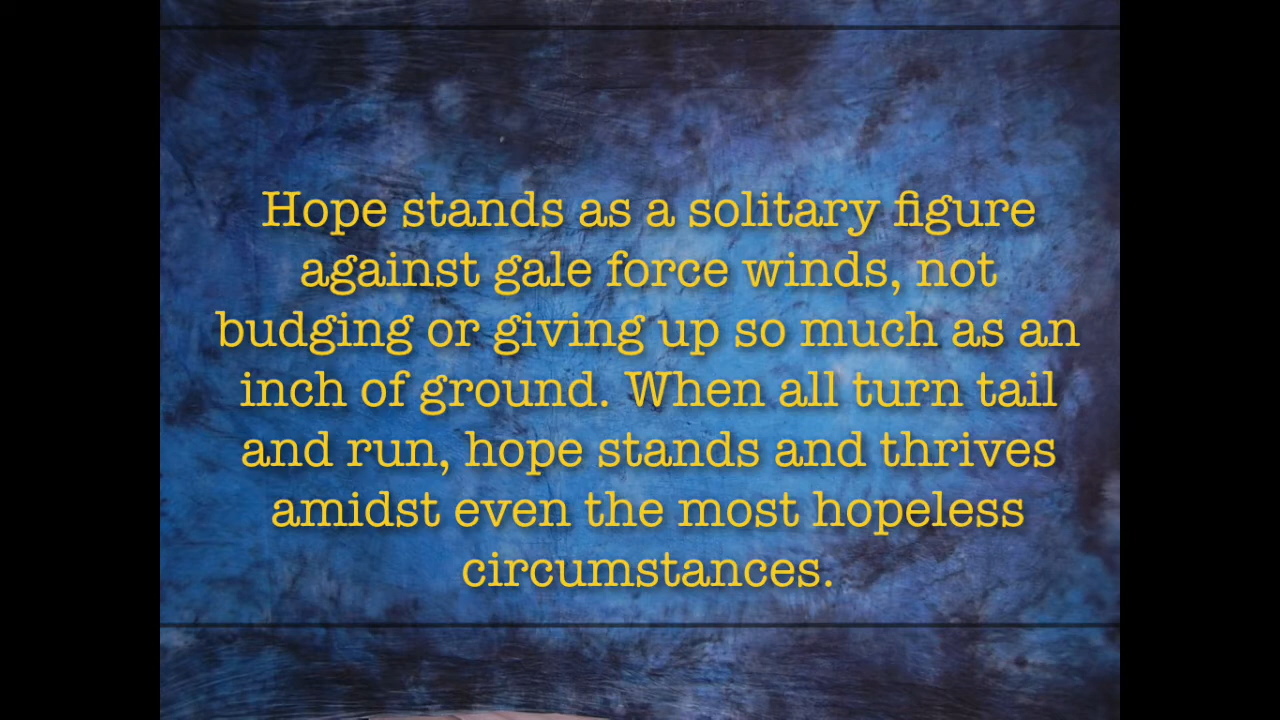 Hope stands as a solitary figure
against gale force winds, not
budging or giving up so much as an
inch of ground. When all turn tail
and run, hope stands and thrives
amidst even the most hopeless
circumstances.